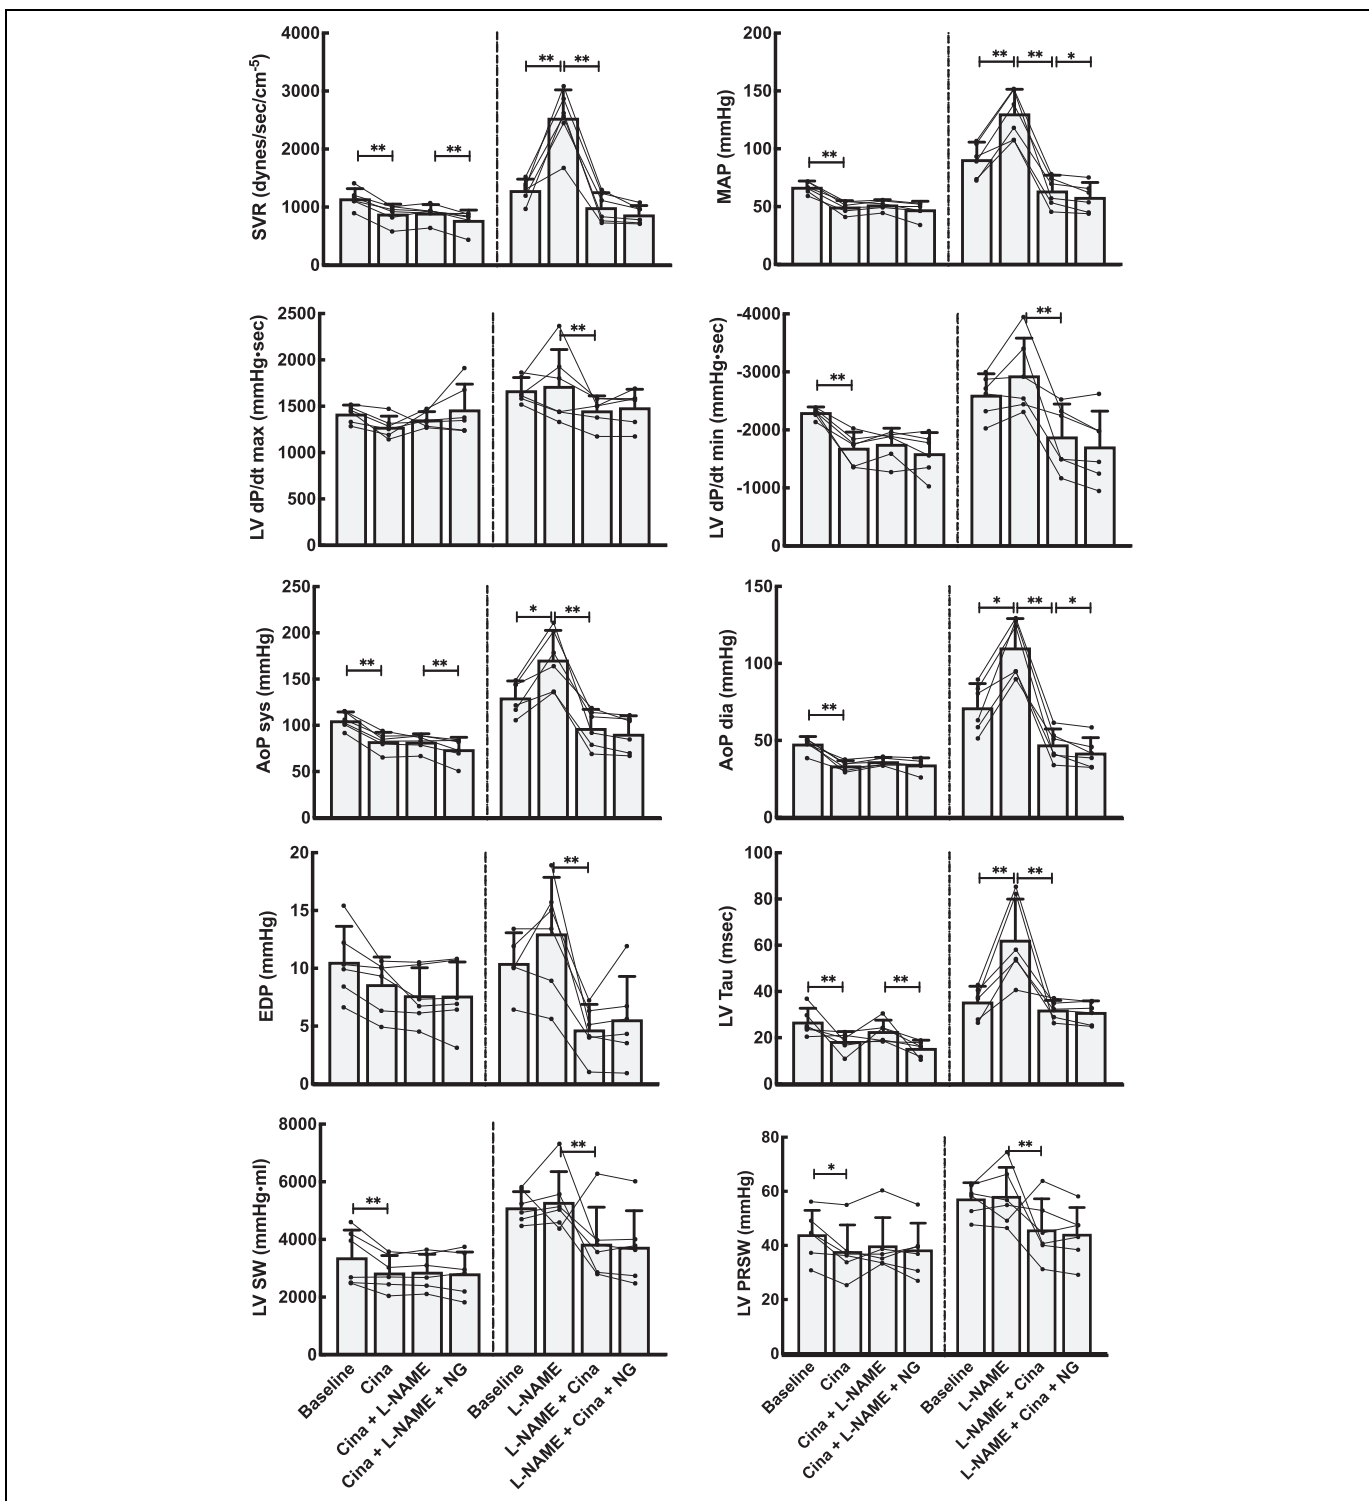 SVR (dynes/sec/cm-5)
4000
3000
2000
1000
0
** ** ** **
MAP (mmHg)
200
150
100
50
0
** ** ** *
LV dP/dt max (mmHg•sec)
2500
2000
1500
1000
500
0
**
LV dP/dt min (mmHg•sec)
-4000
-3000
-2000
-1000
0
** **
AoP sys (mmHg)
250
200
150
100
50
0
** ** * **
AoP dia (mmHg)
150
100
50
0
** * ** *
EDP (mmHg)
20
15
10
5
0
**
LV Tau (msec)
100
80
60
40
20
0
** ** ** **
LV SW (mmHg•ml)
8000
6000
4000
2000
0
** **
Baseline
Cina
Cina + L-NAME
Cina + L-NAME + NG
Baseline
L-NAME
L-NAME + Cina
L-NAME + Cina + NG
LV PRSW (mmHg)
80
60
40
20
0
* **
Baseline
Cina
Cina + L-NAME
Cina + L-NAME + NG
Baseline
L-NAME
L-NAME + Cina
L-NAME + Cina + NG